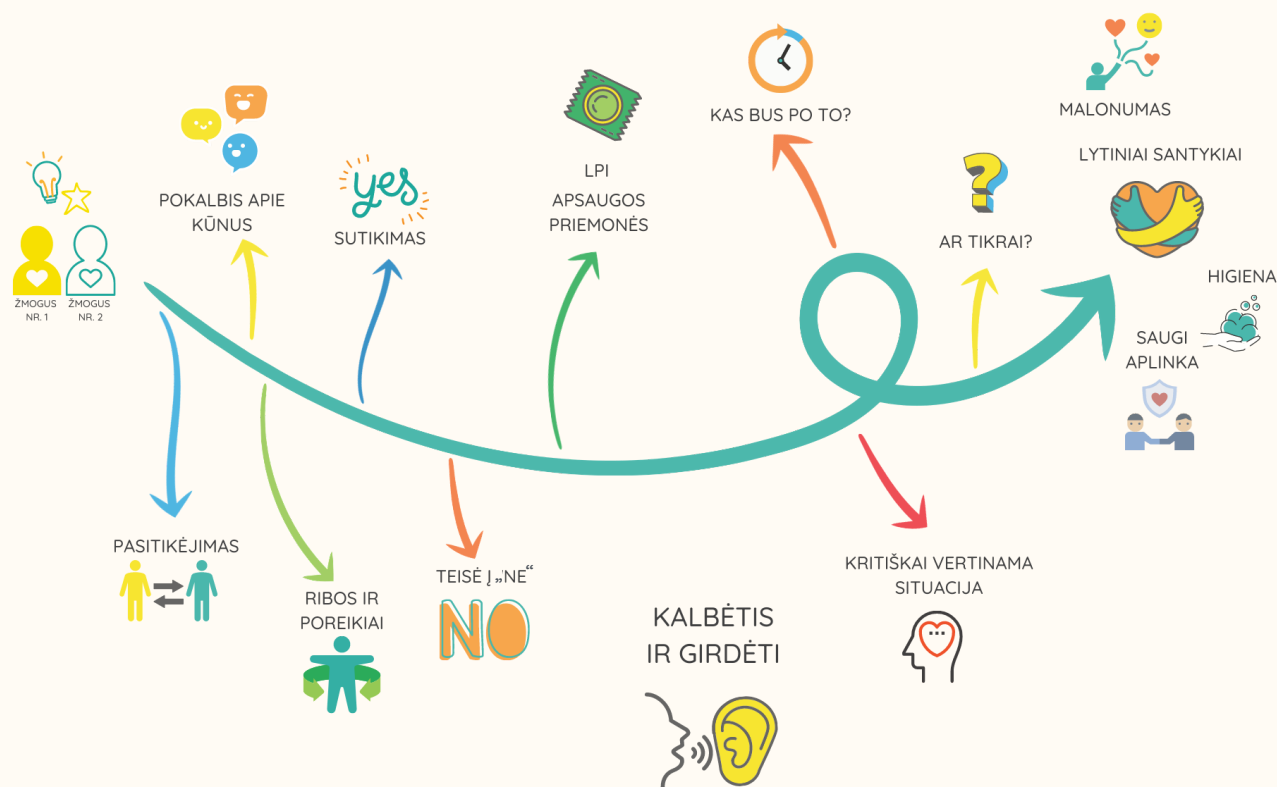 ŽMOGUS
NR. 1
ŽMOGUS
NR. 2
POKALBIS APIE
KŪNUS
yes
SUTIKIMAS
LPI
APSAUGOS
PRIEMONĖS
KAS BUS PO TO?
?
AR TIKRAI?
MALONUMAS
LYTINIAI SANTYKIAI
HIGIENA
SAUGI
APLINKA
PASITIKĖJIMAS
RIBOS IR
POREIKIAI
TEISĖ Į „NE“
NO
KALBĖTIS
IR GIRDĖTI
KRITIŠKAI VERTINAMA
SITUACIJA